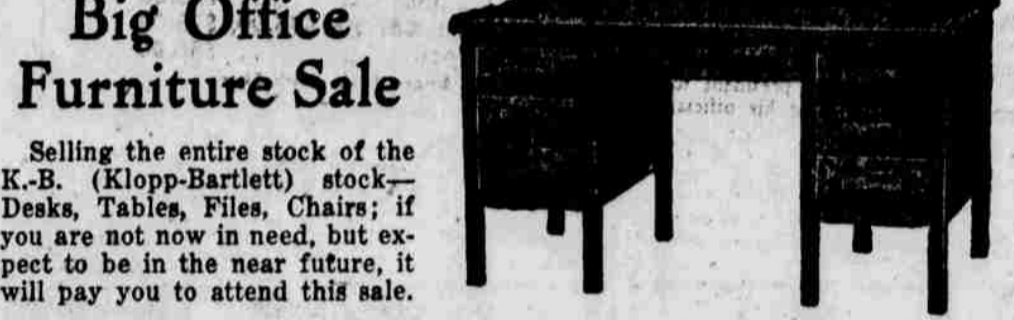 Big Office
Furniture Sale
Selling the entire stock of the
K.-B. (Klopp-Bartlett) stock—
Desks, Tables, Files, Chairs; if
you are not now in need, but ex-
pect to be in the near future, it
will pay you to attend this sale.